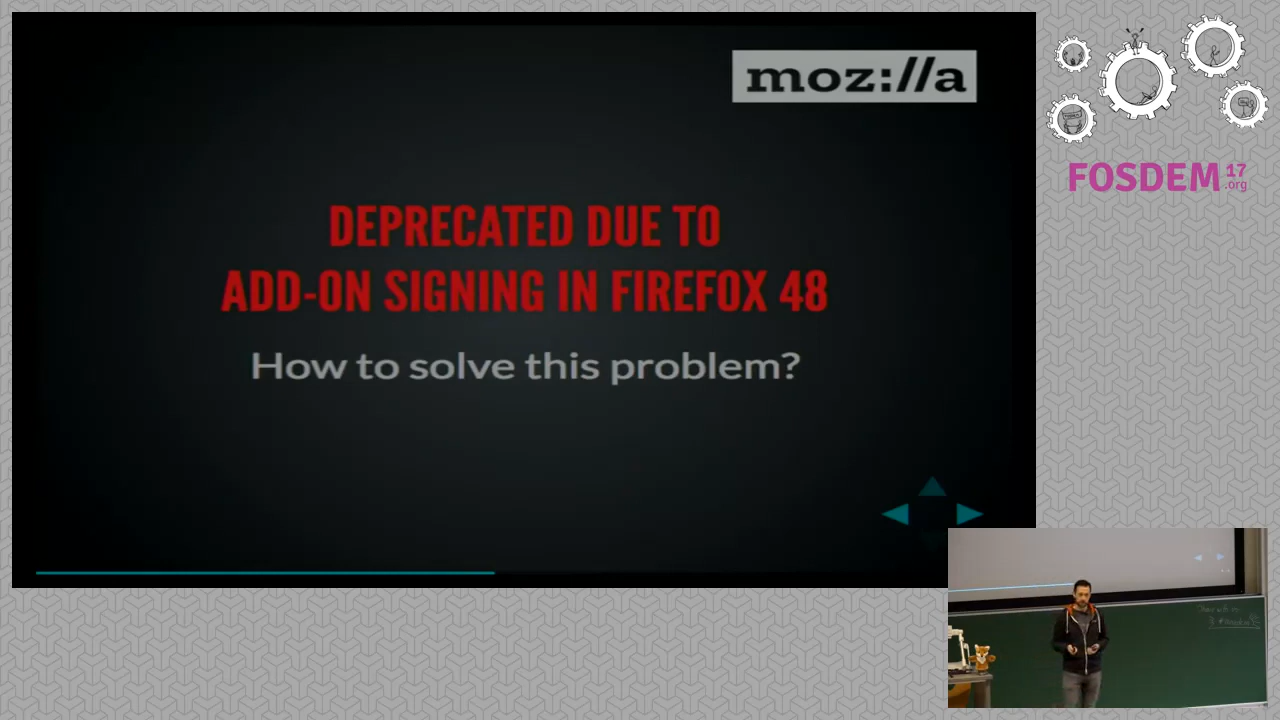 moz://a
DEPRECATED DUE TO
ADD-ON SIGNING IN FIREFOX 48
How to solve this problem?
FOSDEM 17
.org